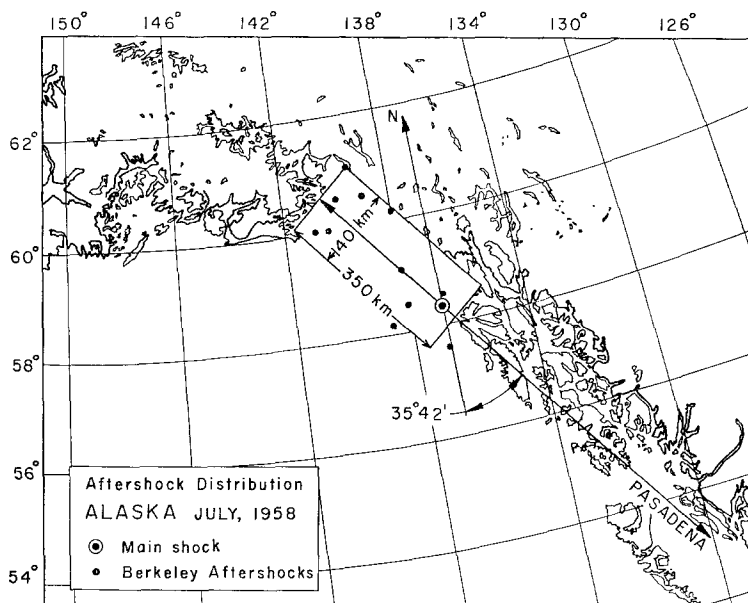 150° 146° 142° 138° 134° 130° 126°
62°
60°
58°
56°
54°
N
140 km
350 km
35°42'
PASADENA
Aftershock Distribution
ALASKA JULY, 1958
Main shock
Berkeley Aftershocks